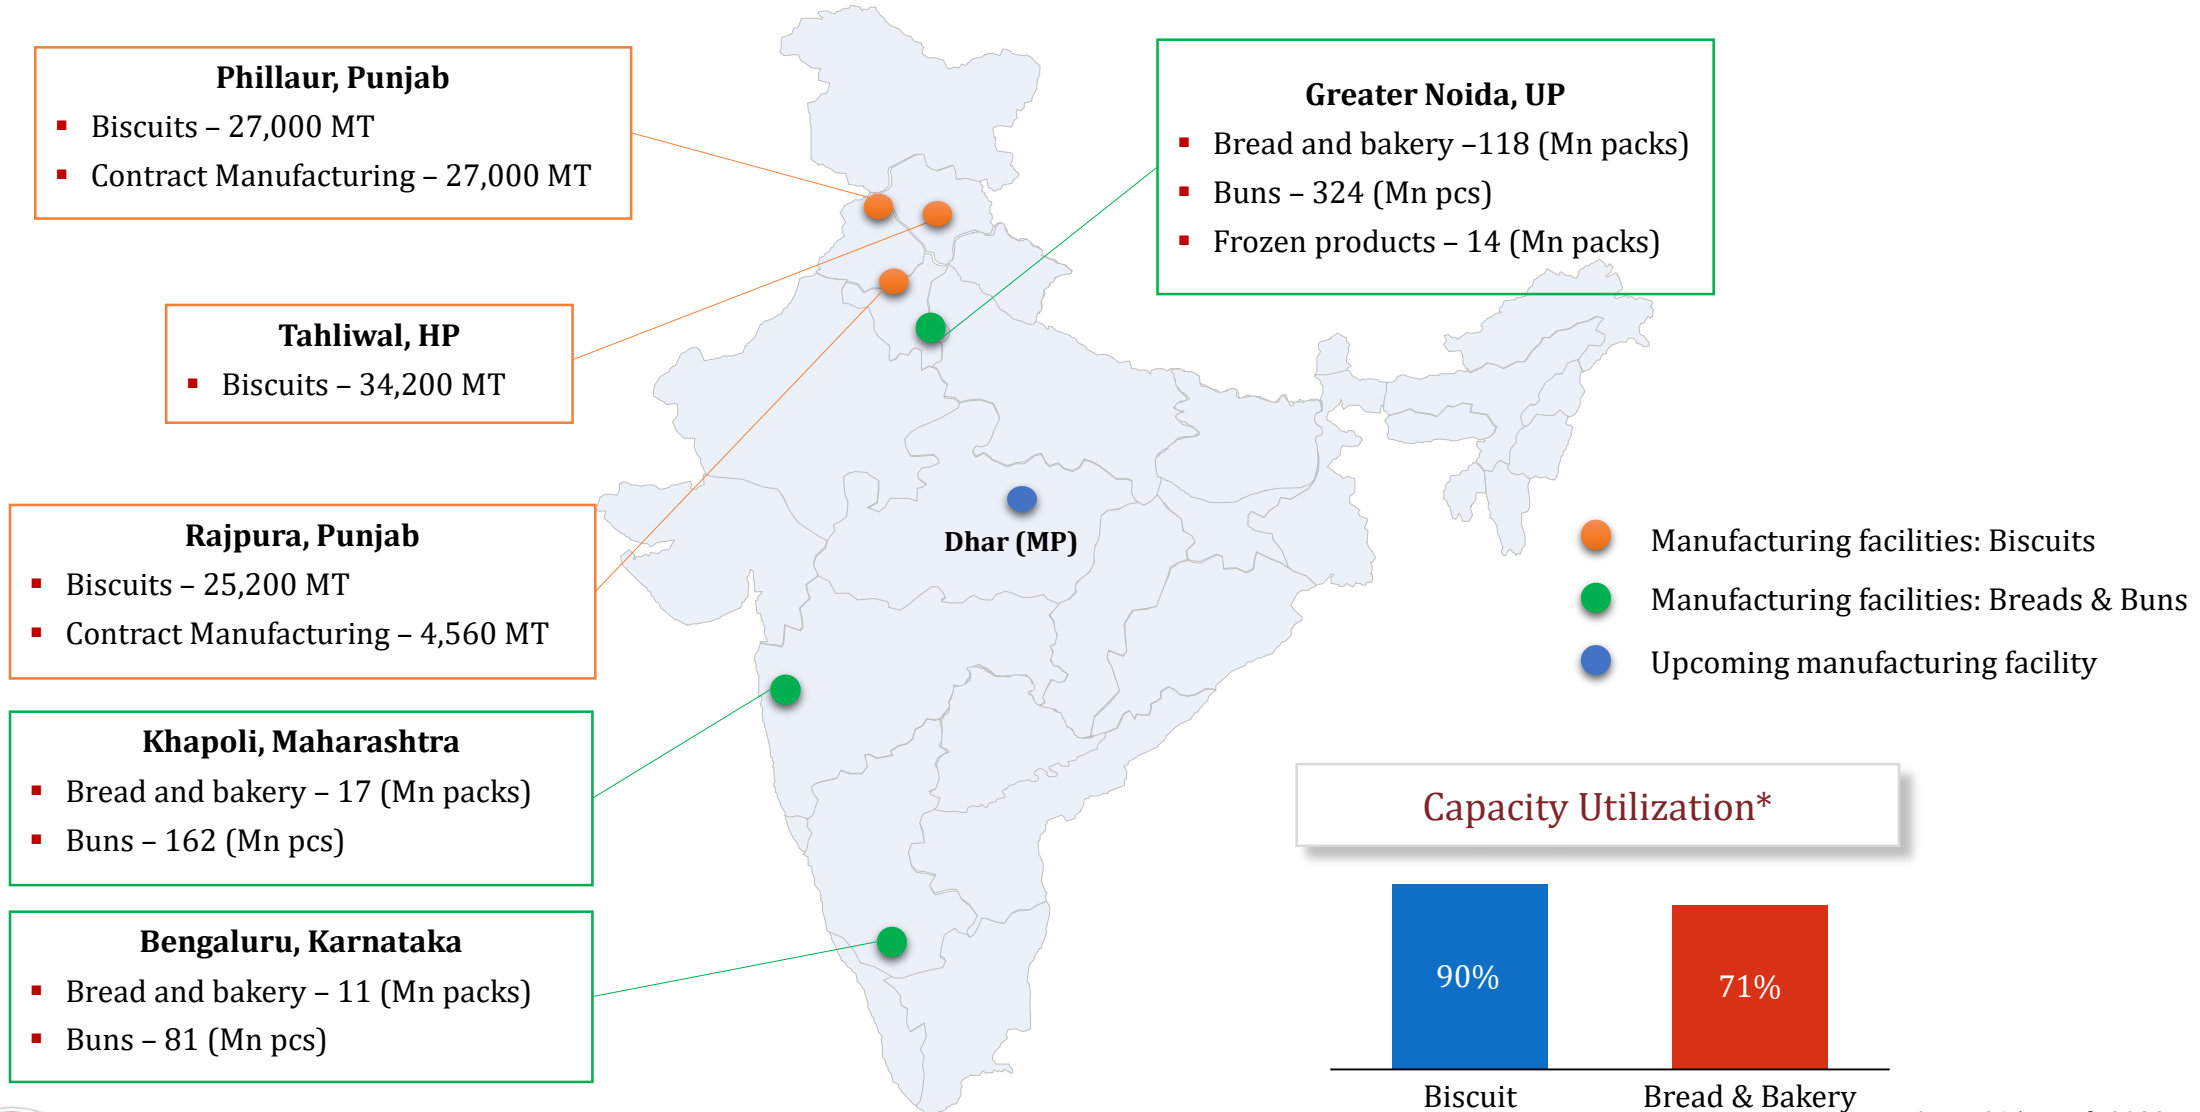 Phillaur, Punjab
▪ Biscuits – 27,000 MT
▪ Contract Manufacturing – 27,000 MT
Greater Noida, UP
▪ Bread and bakery –118 (Mn packs)
▪ Buns – 324 (Mn pcs)
▪ Frozen products – 14 (Mn packs)
Tahliwal, HP
▪ Biscuits – 34,200 MT
Rajpura, Punjab
▪ Biscuits – 25,200 MT
▪ Contract Manufacturing – 4,560 MT
Dhar (MP)
Manufacturing facilities: Biscuits
Manufacturing facilities: Breads & Buns
Upcoming manufacturing facility
Khapoli, Maharashtra
▪ Bread and bakery – 17 (Mn packs)
▪ Buns – 162 (Mn pcs)
Bengaluru, Karnataka
▪ Bread and bakery – 11 (Mn packs)
▪ Buns – 81 (Mn pcs)
Capacity Utilization*
90%
71%
Biscuit
Bread & Bakery